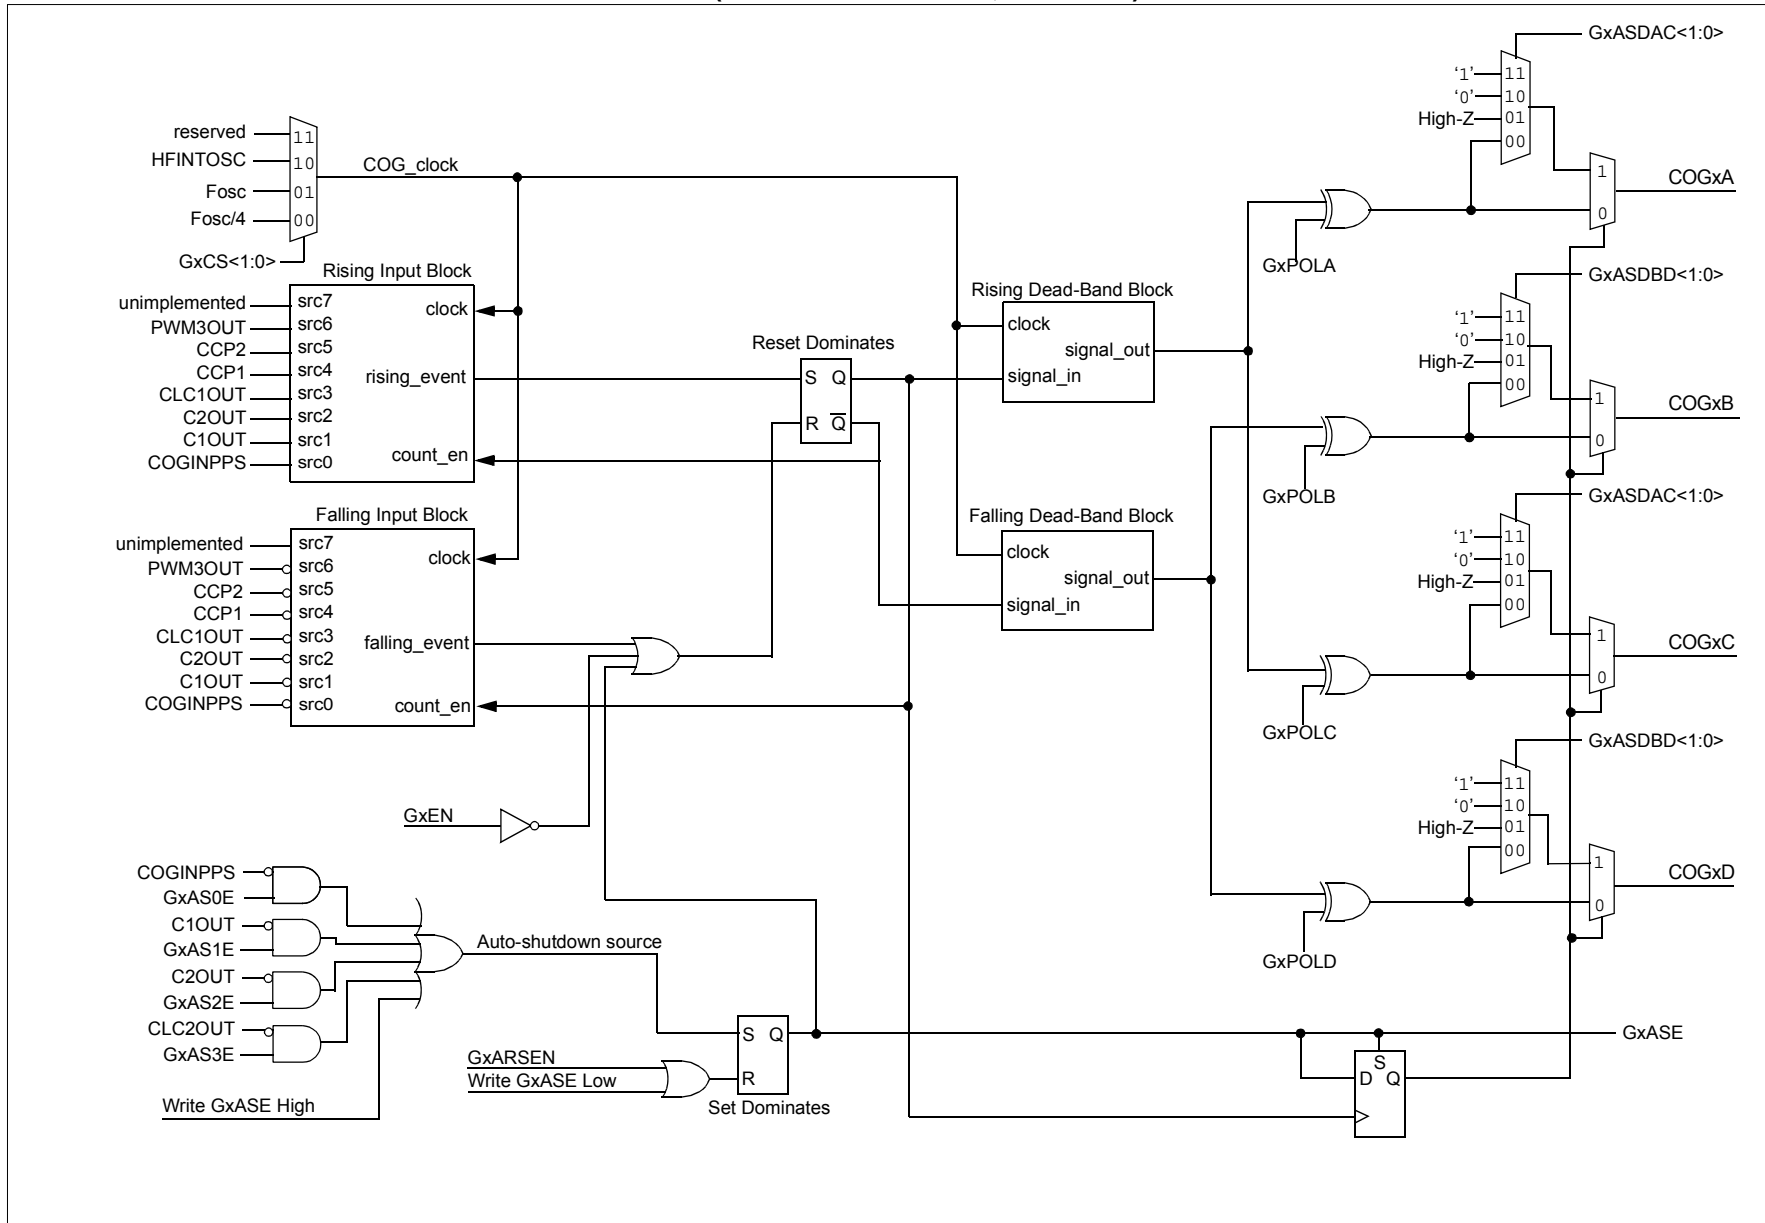 GxASDAC<1:0>
'1'
11
'0'
10
High-Z
01
00
reserved
11
HFINTOSC
10
COG_clock
Fosc
01
Fosc/4
00
GxCS<1:0>
1
COGxA
0
GxPOLA
Rising Input Block
unimplemented
src7
clock
PWM3OUT
src6
CCP2
src5
CCP1
src4
rising_event
CLC1OUT
src3
C2OUT
src2
C1OUT
src1
count_en
COGINPPS
src0
Reset Dominates
S Q
R Q
Rising Dead-Band Block
clock
signal_out
signal_in
GxASDBD<1:0>
'1'
11
'0'
10
High-Z
01
00
1
COGxB
0
GxPOLB
Falling Input Block
unimplemented
src7
clock
PWM3OUT
src6
CCP2
src5
CCP1
src4
CLC1OUT
src3
falling_event
C2OUT
src2
C1OUT
src1
COGINPPS
src0
count_en
Falling Dead-Band Block
clock
signal_out
signal_in
GxASDAC<1:0>
'1'
11
'0'
10
High-Z
01
00
1
COGxC
0
GxPOLC
GxEN
GxASDBD<1:0>
'1'
11
'0'
10
High-Z
01
00
1
COGxD
0
GxPOLD
COGINPPS
GxAS0E
C1OUT
GxAS1E
C2OUT
GxAS2E
CLC2OUT
GxAS3E
Auto-shutdown source
Write GxASE High
GxARSEN
Write GxASE Low
S Q
R
Set Dominates
GxASE
S
D Q